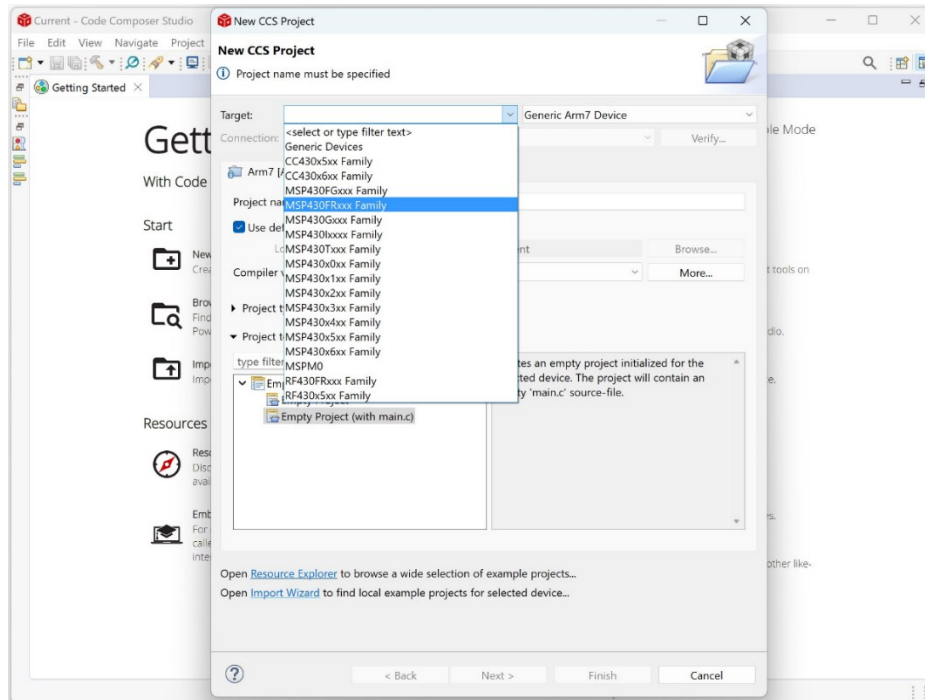 Current - Code Composer Studio
File Edit View Navigate Project
Getting Started
Gett
With Code
Start
New
Resources
New CCS Project
New CCS Project
Project name must be specified
Target:
Generic Arm7 Device
Connection:
Verify...
<select or type filter text>
Generic Devices
CC430x5xx Family
CC430x6xx Family
MSP430FGxxx Family
MSP430FRxxx Family
MSP430Gxxx Family
MSP430Ixxxx Family
MSP430Txxx Family
MSP430x0xx Family
MSP430x1xx Family
MSP430x2xx Family
MSP430x3xx Family
MSP430x4xx Family
MSP430x5xx Family
MSP430x6xx Family
MSPM0
RF430FRxxx Family
RF430x5xx Family
Arm7
Project na
Use def
Browse...
Compiler
More...
Project t
Project t
type filter
Empty Project (with main.c)
tes an empty project initialized for the
cted device. The project will contain an
ty 'main.c' source-file.
Open Resource Explorer to browse a wide selection of example projects...
Open Import Wizard to find local example projects for selected device...
< Back Next > Finish Cancel
le Mode
t tools on
dio.
other like-